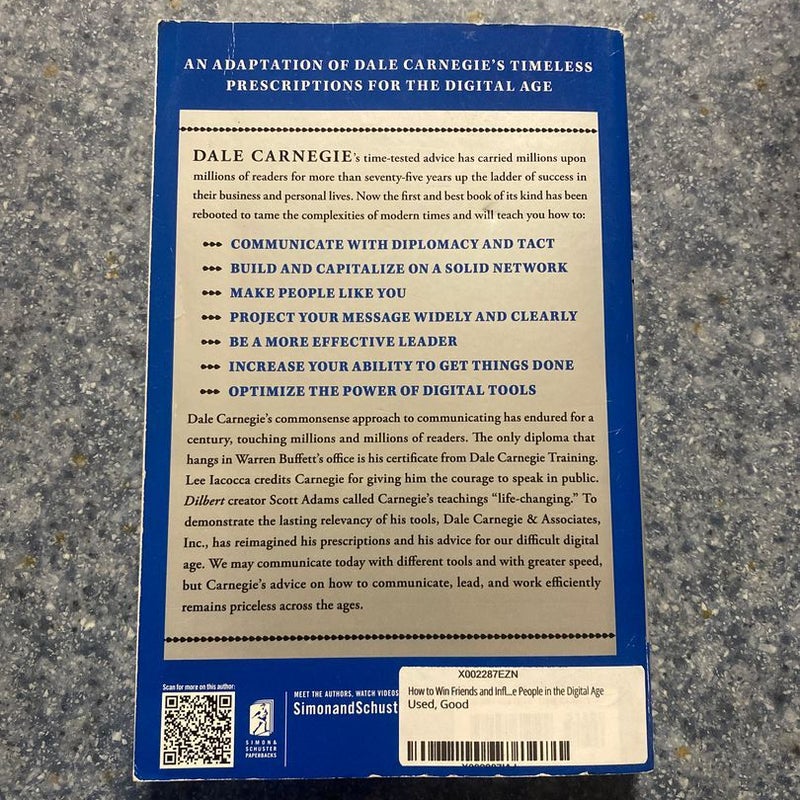 AN ADAPTATION OF DALE CARNEGIE'S TIMELESS
PRESCRIPTIONS FOR THE DIGITAL AGE
DALE CARNEGIE's time-tested advice has carried millions upon
millions of readers for more than seventy-five years up the ladder of success in
their business and personal lives. Now the first and best book of its kind has been
rebooted to tame the complexities of modern times and will teach you how to:
COMMUNICATE WITH DIPLOMACY AND TACT
BUILD AND CAPITALIZE ON A SOLID NETWORK
MAKE PEOPLE LIKE YOU
PROJECT YOUR MESSAGE WIDELY AND CLEARLY
BE A MORE EFFECTIVE LEADER
INCREASE YOUR ABILITY TO GET THINGS DONE
OPTIMIZE THE POWER OF DIGITAL TOOLS
Dale Carnegie's commonsense approach to communicating has endured for a
century, touching millions and millions of readers. The only diploma that
hangs in Warren Buffett's office is his certificate from Dale Carnegie Training.
Lee Iacocca credits Carnegie for giving him the courage to speak in public.
Dilbert creator Scott Adams called Carnegie's teachings “life-changing.” To
demonstrate the lasting relevancy of his tools, Dale Carnegie & Associates,
Inc., has reimagined his prescriptions and his advice for our difficult digital
age. We may communicate today with different tools and with greater speed,
but Carnegie's advice on how to communicate, lead, and work efficiently
remains priceless across the ages.
Scan for more on this author:
SIMON &
SCHUSTER
PAPERBACKS
MEET THE AUTHORS, WATCH VIDEOS
SimonandSchust
X002287EZN
How to Win Friends and Infl...e People in the Digital Age
Used, Good